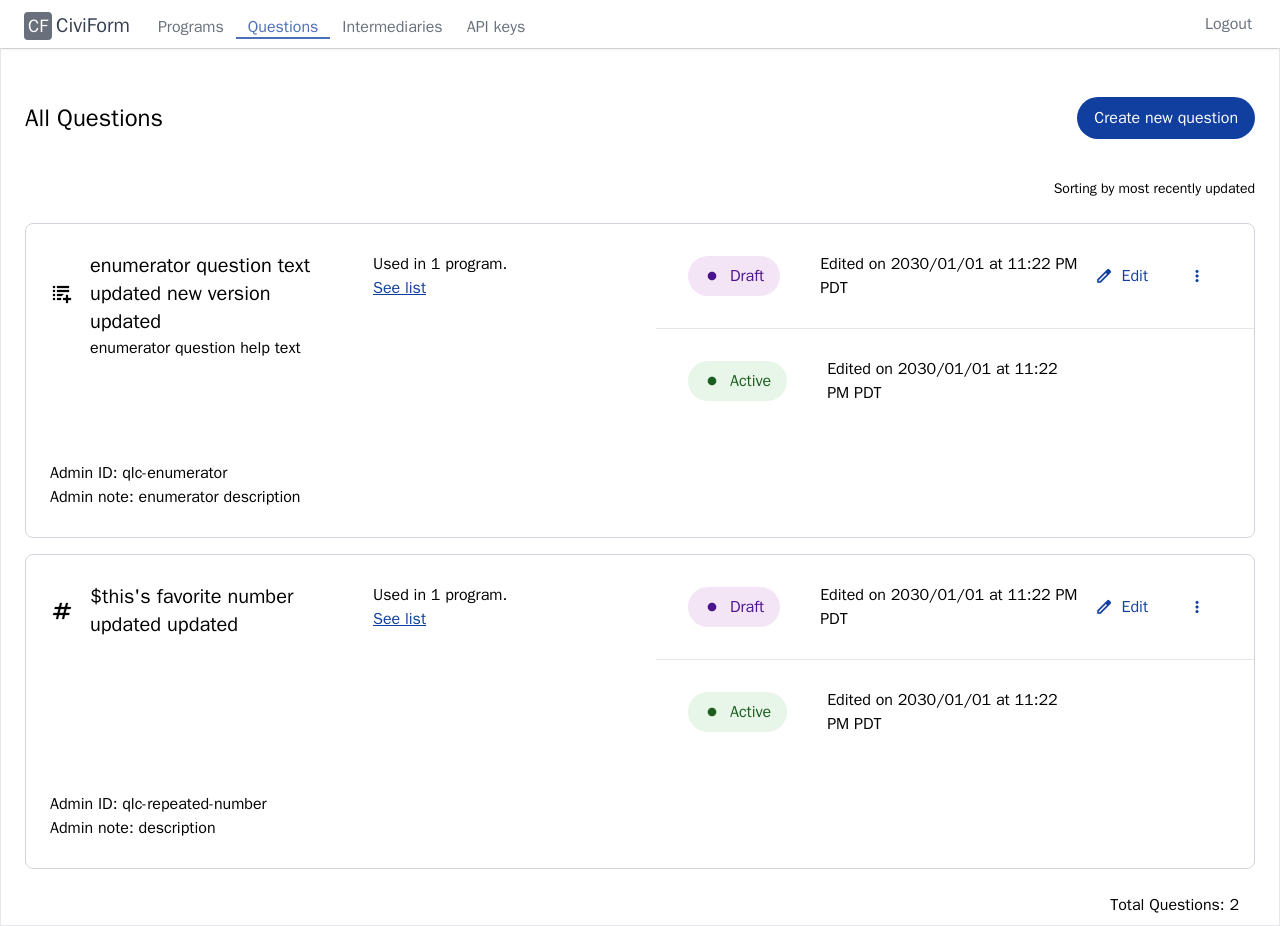 CF CiviForm Programs Questions Intermediaries API keys Logout
All Questions
Create new question
Sorting by most recently updated
enumerator question text
updated new version
updated
enumerator question help text
Used in 1 program.
See list
Draft
Edited on 2030/01/01 at 11:22 PM
PDT
Edit
Active
Edited on 2030/01/01 at 11:22
PM PDT
Admin ID: qlc-enumerator
Admin note: enumerator description
$this's favorite number
updated updated
Used in 1 program.
See list
Draft
Edited on 2030/01/01 at 11:22 PM
PDT
Edit
Active
Edited on 2030/01/01 at 11:22
PM PDT
Admin ID: qlc-repeated-number
Admin note: description
Total Questions: 2